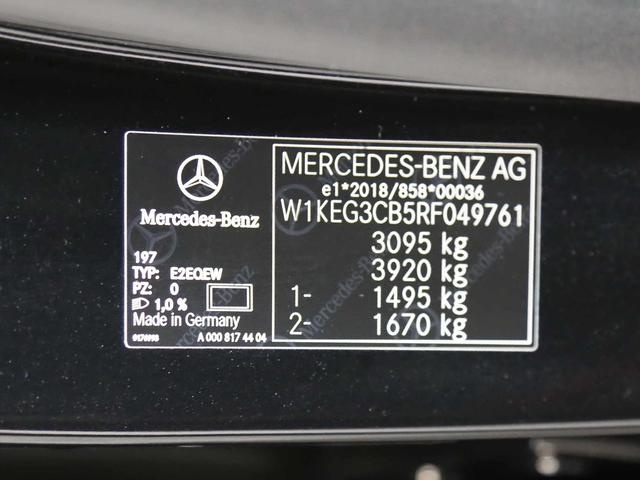 Mercedes-Benz
197
TYP: E2EQEW
PZ: 0
1,0 %
Made in Germany
A 000 817 44 04
MERCEDES-BENZ AG
e1*2018/858*00036
W1KEG3CB5RF049761
3095 kg
3920 kg
1- 1495 kg
2- 1670 kg